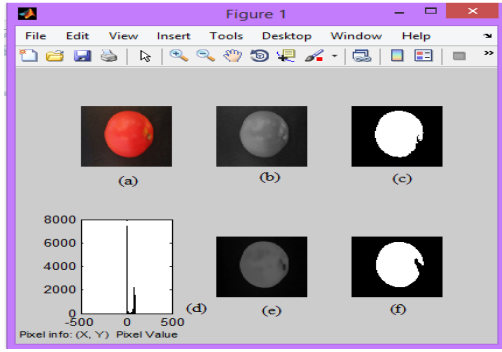 Figure 1
File Edit View Insert Tools Desktop Window Help
(a) (b) (c)
8000
6000
4000
2000
0
-500 0 500
(d) (e) (f)
Pixel info: (X, Y) Pixel Value